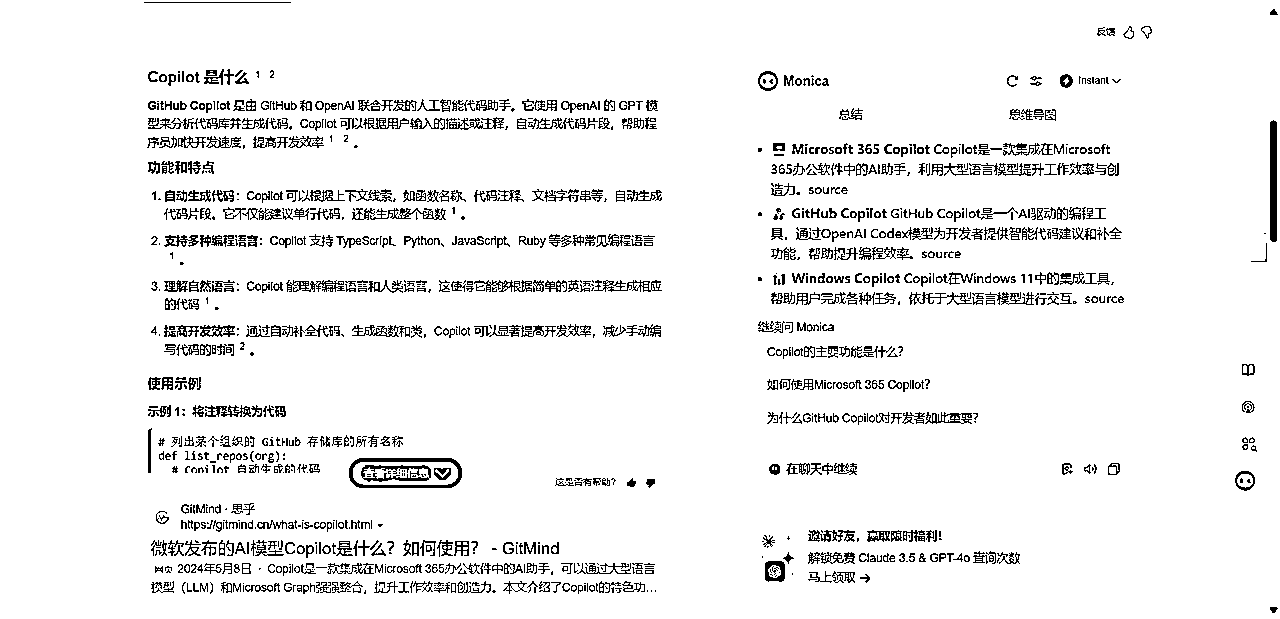 反馈
Copilot 是什么 1 2
GitHub Copilot 是由 GitHub 和 OpenAI 联合开发的人工智能代码助手。它使用 OpenAI 的 GPT 模
型来分析代码库并生成代码。Copilot 可以根据用户输入的描述或注释，自动生成代码片段，帮助程
序员加快开发速度，提高开发效率 1 2 。
功能和特点
1. 自动生成代码：Copilot 可以根据上下文线索，如函数名称、代码注释、文档字符串等，自动生成
代码片段。它不仅能建议单行代码，还能生成整个函数 1 。
2. 支持多种编程语言：Copilot 支持 TypeScript、Python、JavaScript、Ruby 等多种常见编程语言
1 。
3. 理解自然语言：Copilot 能理解编程语言和人类语言，这使得它能够根据简单的英语注释生成相应
的代码 1 。
4. 提高开发效率：通过自动补全代码、生成函数和类，Copilot 可以显著提高开发效率，减少手动编
写代码的时间 2 。
使用示例
示例 1：将注释转换为代码
# 列出某个组织的 GitHub 存储库的所有名称
def list_repos(org):
# Copilot 自动生成的代码
查看详细信息
这是否有帮助？
GitMind · 思乎
https://gitmind.cn/what-is-copilot.html
微软发布的AI模型Copilot是什么？如何使用？ - GitMind
网页 2024年5月8日 · Copilot是一款集成在Microsoft 365办公软件中的AI助手，可以通过大型语言
模型（LLM）和Microsoft Graph强强整合，提升工作效率和创造力。本文介绍了Copilot的特色功…
Monica
Instant
总结
思维导图
• Microsoft 365 Copilot Copilot是一款集成在Microsoft
365办公软件中的AI助手，利用大型语言模型提升工作效率与创
造力。source
• GitHub Copilot GitHub Copilot是一个AI驱动的编程工
具，通过OpenAI Codex模型为开发者提供智能代码建议和补全
功能，帮助提升编程效率。source
• Windows Copilot Copilot在Windows 11中的集成工具，
帮助用户完成各种任务，依托于大型语言模型进行交互。source
继续问 Monica
Copilot的主要功能是什么？
如何使用Microsoft 365 Copilot？
为什么GitHub Copilot对开发者如此重要？
在聊天中继续
邀请好友，赢取限时福利！
解锁免费 Claude 3.5 & GPT-4o 查询次数
马上领取 →